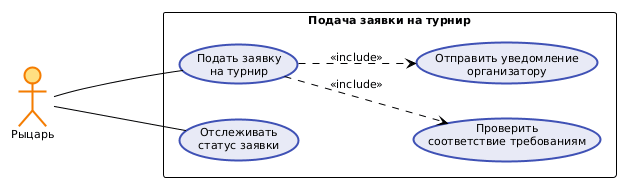 Подача заявки на турнир
Подать заявку
на турнир
«include»
Отправить уведомление
организатору
«include»
Рыцарь
Отслеживать
статус заявки
Проверить
соответствие требованиям